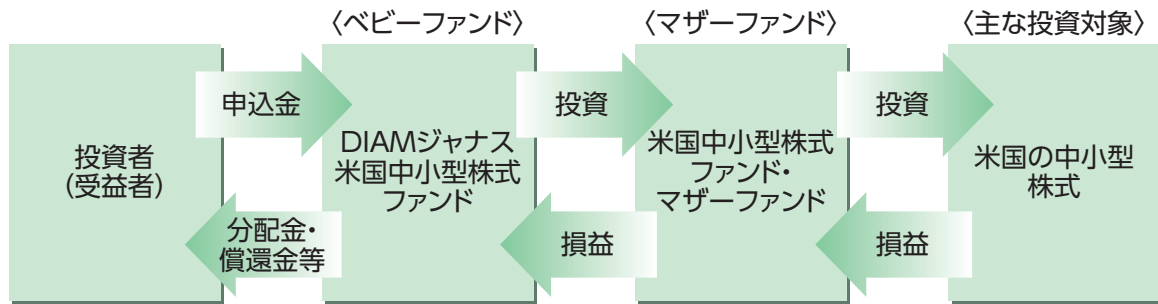 〈ベビーファンド〉
〈マザーファンド〉
〈主な投資対象〉
投資者
(受益者)
申込金
分配金・
償還金等
DIAMジャナス
米国中小型株式
ファンド
投資
損益
米国中小型株式
ファンド・
マザーファンド
投資
損益
米国の中小型
株式